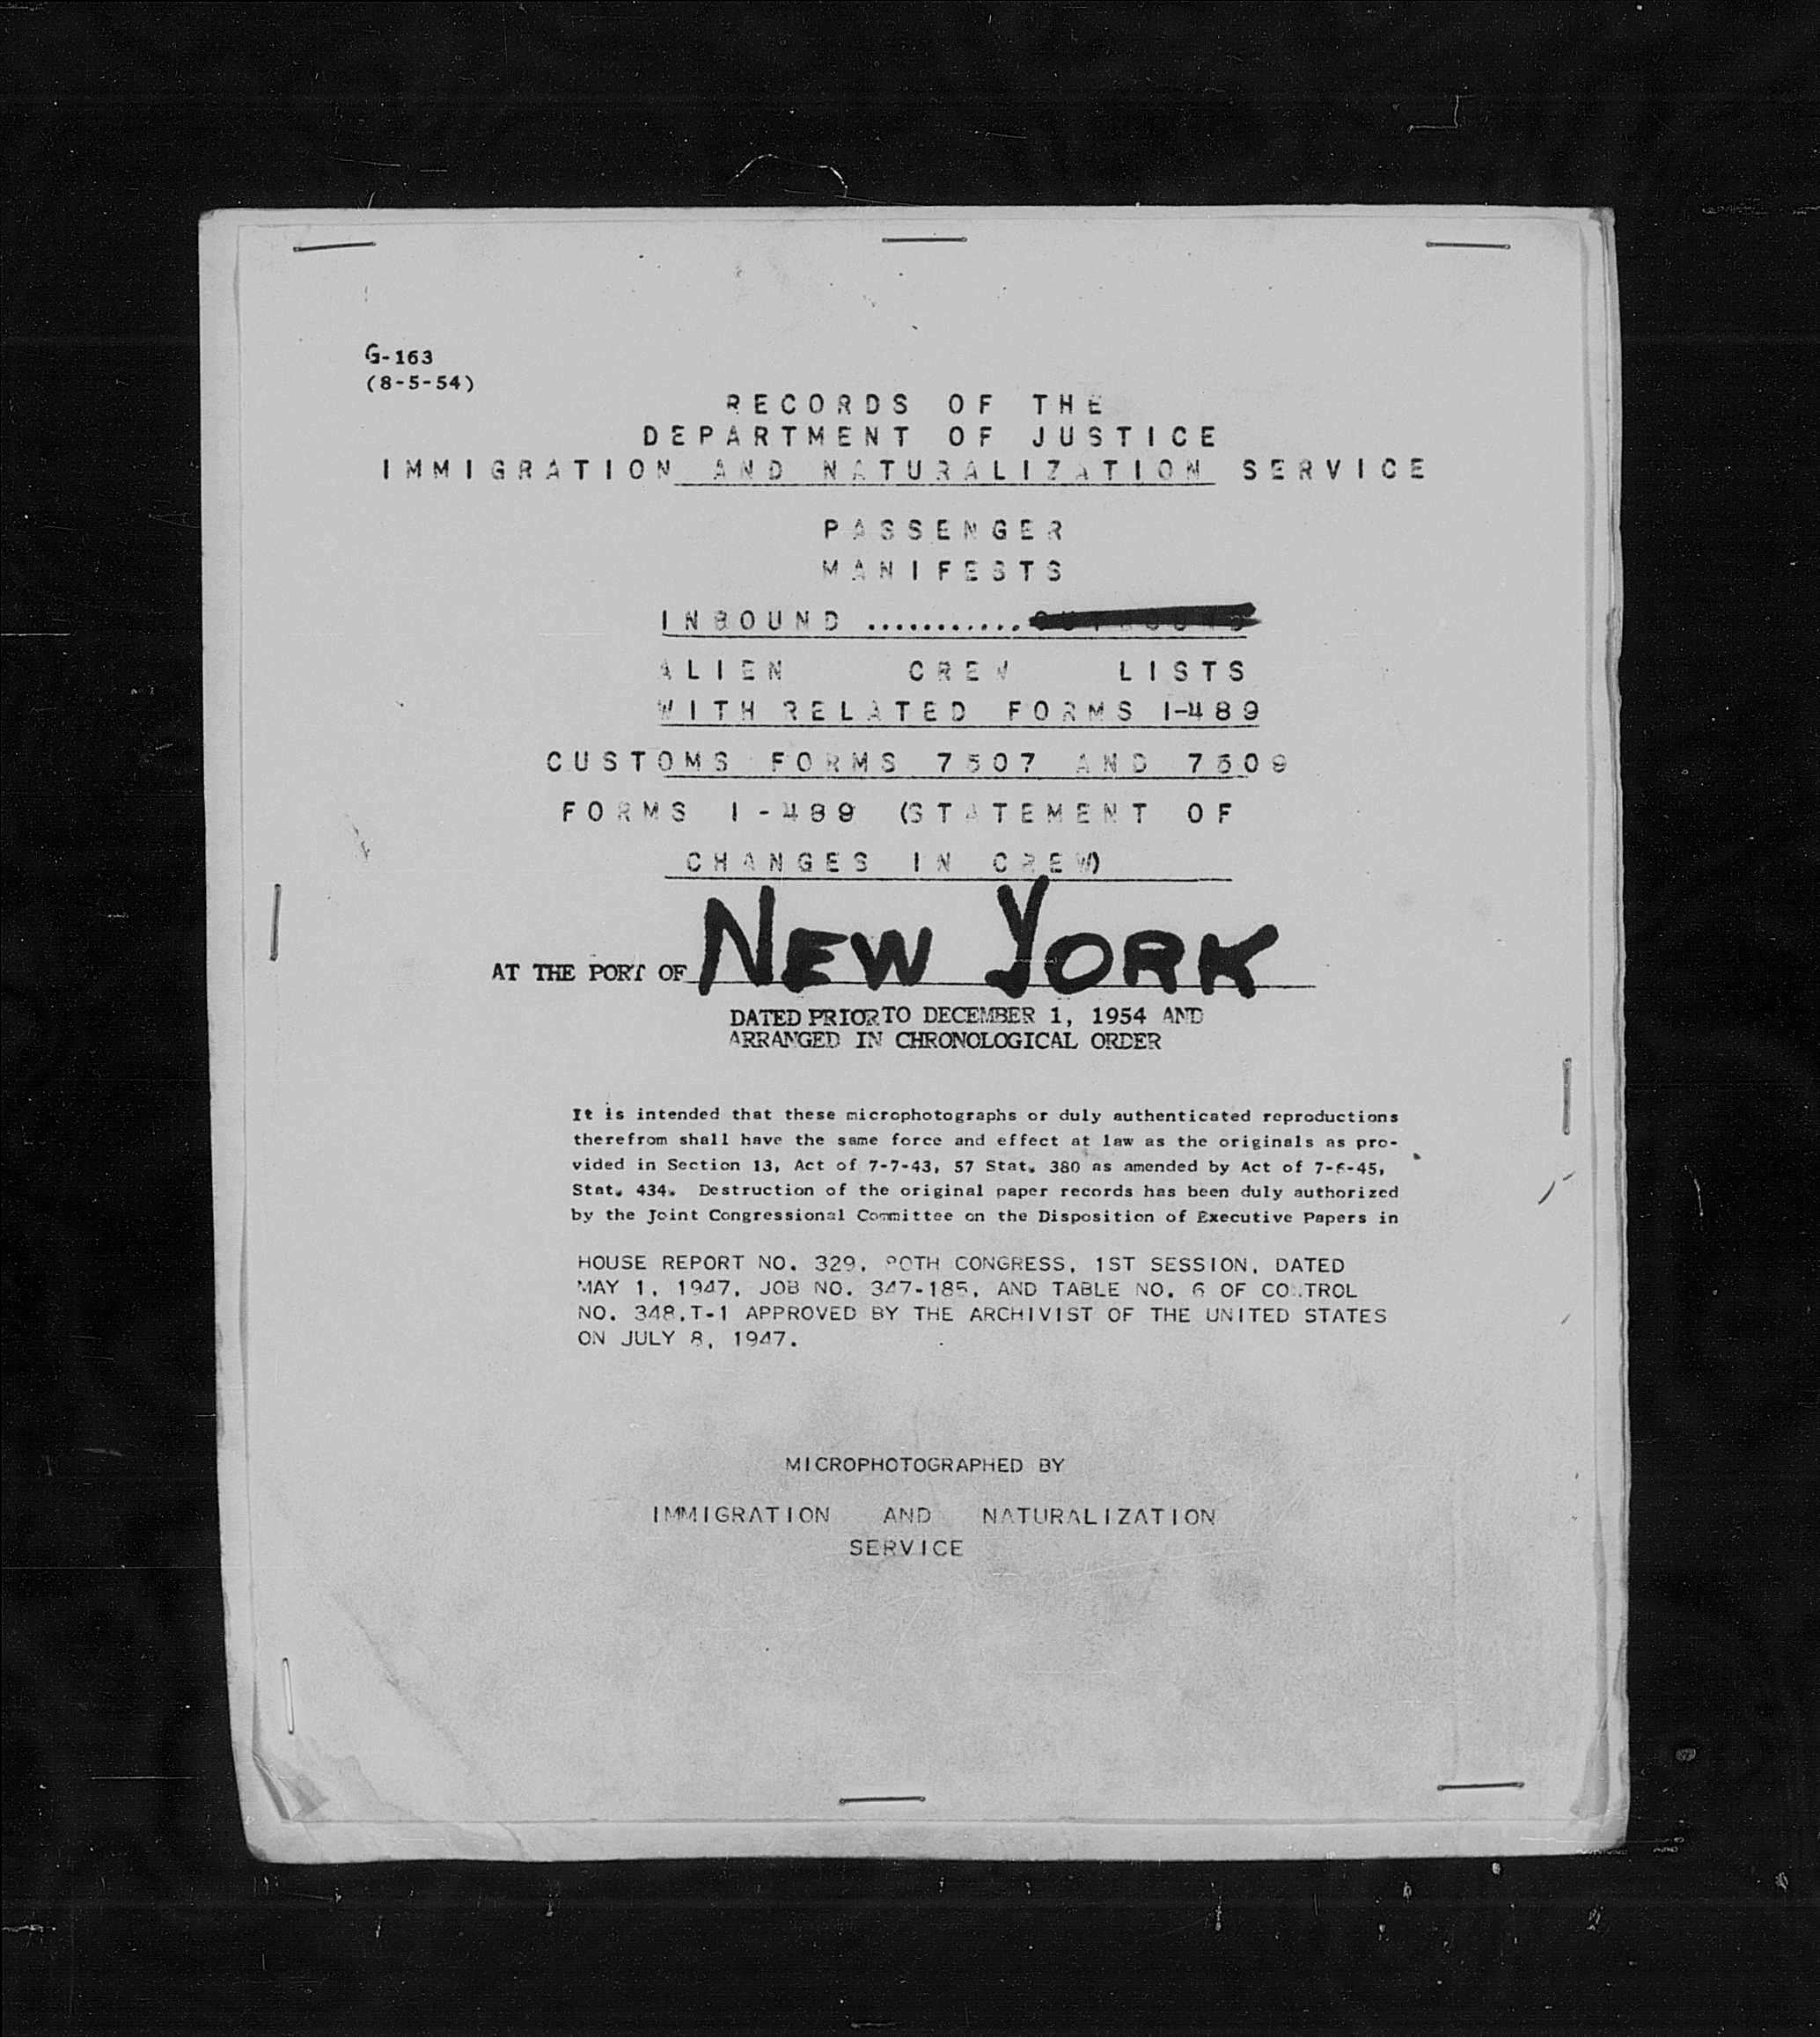 G-163
(8-5-54)
RECORDS OF THE
DEPARTMENT OF JUSTICE
IMMIGRATION AND NATURALIZATION SERVICE
PASSENGER
MANIFESTS
INBOUND ...........OUTBOUND
ALIEN CREW LISTS
WITH RELATED FORMS I-489
CUSTOMS FORMS 7507 AND 7509
FORMS I-489 (STATEMENT OF
CHANGES IN CREW)
AT THE PORT OF NEW YORK
DATED PRIOR TO DECEMBER 1, 1954 AND
ARRANGED IN CHRONOLOGICAL ORDER
It is intended that these microphotographs or duly authenticated reproductions
therefrom shall have the same force and effect at law as the originals as pro-
vided in Section 13, Act of 7-7-43, 57 Stat. 380 as amended by Act of 7-6-45,
Stat. 434. Destruction of the original paper records has been duly authorized
by the Joint Congressional Committee on the Disposition of Executive Papers in
HOUSE REPORT NO. 329, 80TH CONGRESS, 1ST SESSION, DATED
MAY 1, 1947, JOB NO. 347-185, AND TABLE NO. 6 OF CONTROL
NO. 348,T-1 APPROVED BY THE ARCHIVIST OF THE UNITED STATES
ON JULY 8, 1947.
MICROPHOTOGRAPHED BY
IMMIGRATION AND NATURALIZATION
SERVICE